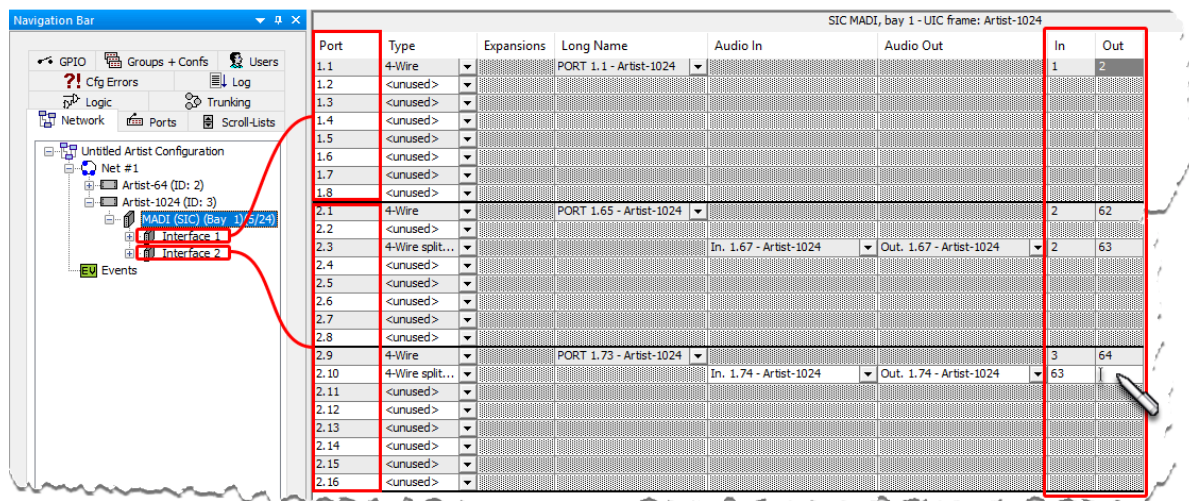 Navigation Bar
GPIO Groups + Confs Users
?! Cfg Errors Log
Logic Trunking
Network Ports Scroll-Lists
Untitled Artist Configuration
Net #1
Artist-64 (ID: 2)
Artist-1024 (ID: 3)
MADI (SIC) (Bay 1) 6/24)
Interface 1
Interface 2
EV Events
SIC MADI, bay 1 - UIC frame: Artist-1024
Port Type Expansions Long Name Audio In Audio Out In Out
1.1 4-Wire PORT 1.1 - Artist-1024 1 2
1.2 <unused>
1.3 <unused>
1.4 <unused>
1.5 <unused>
1.6 <unused>
1.7 <unused>
1.8 <unused>
2.1 4-Wire PORT 1.65 - Artist-1024 2 62
2.2 <unused>
2.3 4-Wire split... In. 1.67 - Artist-1024 Out. 1.67 - Artist-1024 2 63
2.4 <unused>
2.5 <unused>
2.6 <unused>
2.7 <unused>
2.8 <unused>
2.9 4-Wire PORT 1.73 - Artist-1024 3 64
2.10 4-Wire split... In. 1.74 - Artist-1024 Out. 1.74 - Artist-1024 63
2.11 <unused>
2.12 <unused>
2.13 <unused>
2.14 <unused>
2.15 <unused>
2.16 <unused>